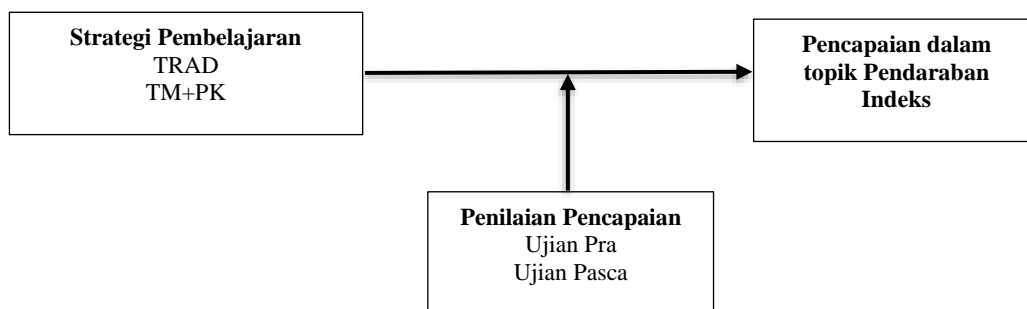 Strategi Pembelajaran
TRAD
TM+PK
Pencapaian dalam
topik Pendaraban
Indeks
Penilaian Pencapaian
Ujian Pra
Ujian Pasca